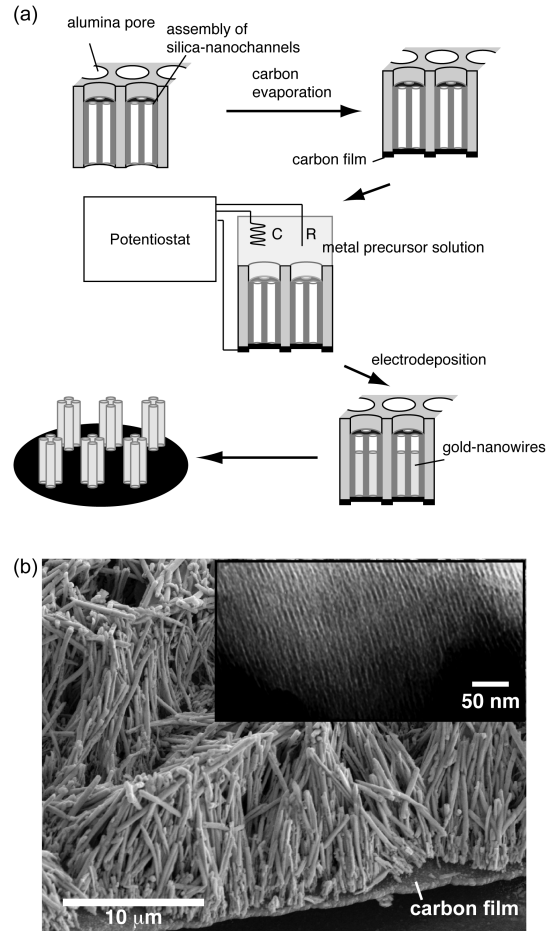 (a)
alumina pore
assembly of
silica-nanochannels
carbon
evaporation
carbon film
Potentiostat
C
R
metal precursor solution
electrodeposition
gold-nanowires
(b)
50 nm
10 μm
carbon film